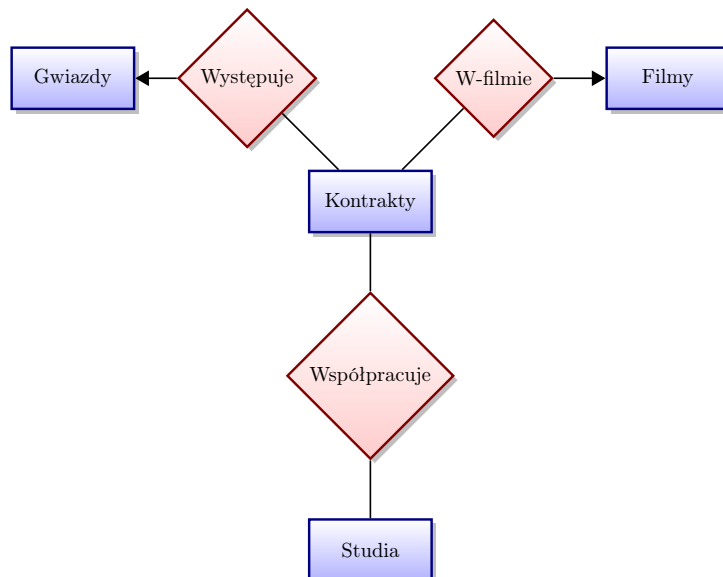 Gwiazdy
Występuje
W-filmie
Filmy
Kontrakty
Współpracuje
Studia